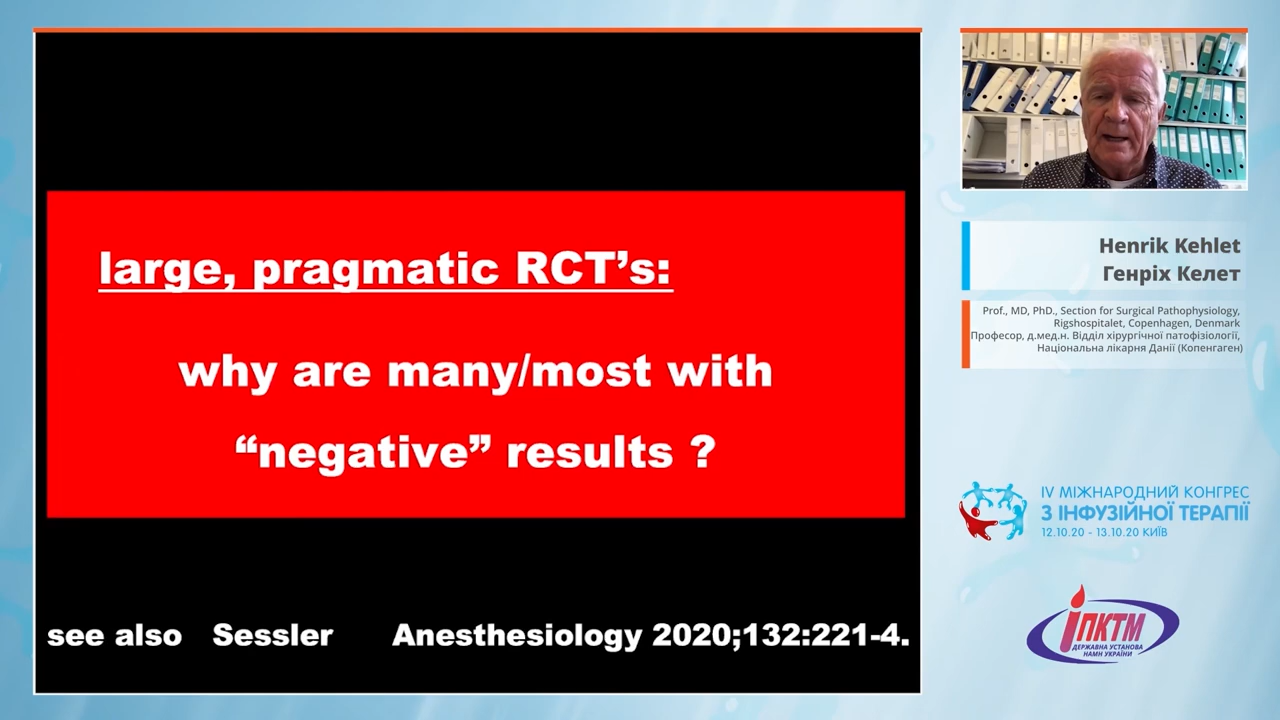 large, pragmatic RCT’s:
why are many/most with
“negative” results ?
see also Sessler Anesthesiology 2020;132:221-4.
Henrik Kehlet
Генріх Келет
Prof., MD, PhD., Section for Surgical Pathophysiology,
Rigshospitalet, Copenhagen, Denmark
Професор, д.мед.н. Відділ хірургічної патофізіології,
Національна лікарня Данії (Копенгаген)
IV МІЖНАРОДНИЙ КОНГРЕС
З ІНФУЗІЙНОЇ ТЕРАПІЇ
12.10.20 - 13.10.20 КИЇВ
іПКТМ
ДЕРЖАВНА УСТАНОВА
НАМН УКРАЇНИ